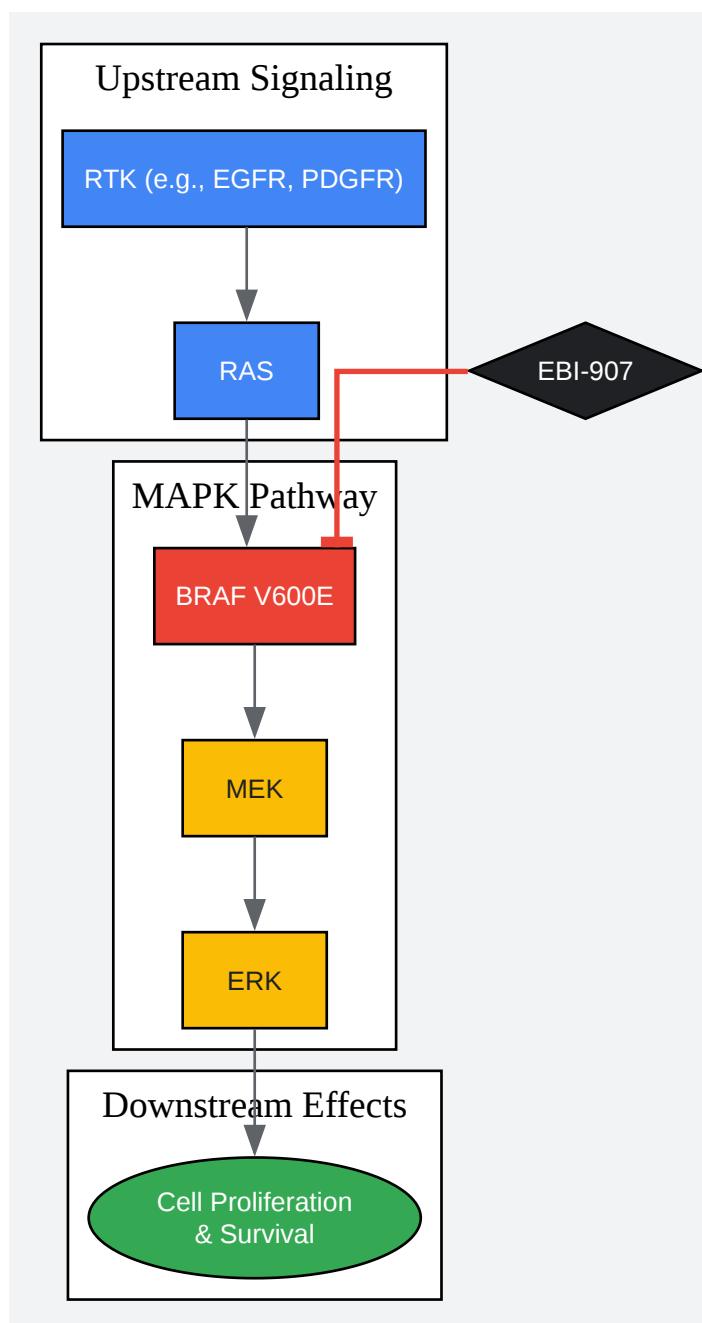 Upstream Signaling
RTK (e.g., EGFR, PDGFR)
RAS
EBI-907
MAPK Pathway
BRAF V600E
MEK
ERK
Downstream Effects
Cell Proliferation
& Survival